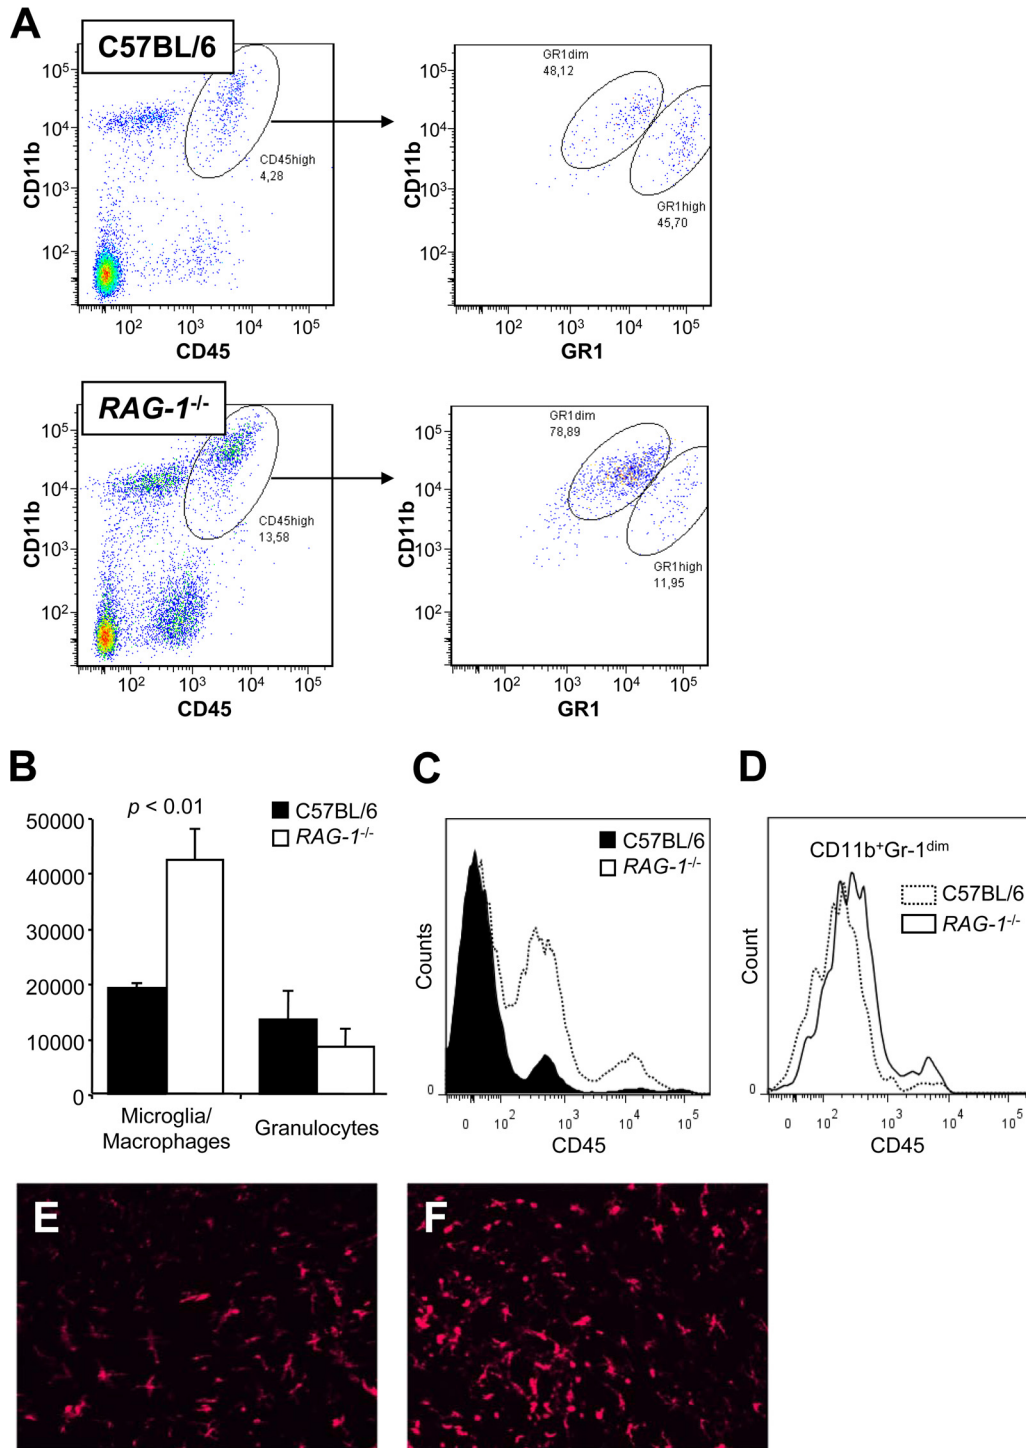 A
C57BL/6
10⁵
10⁴
10³
10²
CD11b
CD45high
4,28
10² 10³ 10⁴ 10⁵
CD45
GR1dim
48,12
10⁵
10⁴
10³
10²
CD11b
GR1high
45,70
10² 10³ 10⁴ 10⁵
GR1
RAG-1-/-
10⁵
10⁴
10³
10²
CD11b
CD45high
13,58
10² 10³ 10⁴ 10⁵
CD45
GR1dim
78,89
10⁵
10⁴
10³
10²
CD11b
GR1high
11,95
10² 10³ 10⁴ 10⁵
GR1
B
p < 0.01
C57BL/6
RAG-1-/-
50000
40000
30000
20000
10000
0
Microglia/
Macrophages
Granulocytes
C
C57BL/6
RAG-1-/-
Counts
0
0 10² 10³ 10⁴ 10⁵
CD45
D
CD11b⁺Gr-1dim
C57BL/6
RAG-1-/-
Count
0
0 10² 10³ 10⁴ 10⁵
CD45
E
F